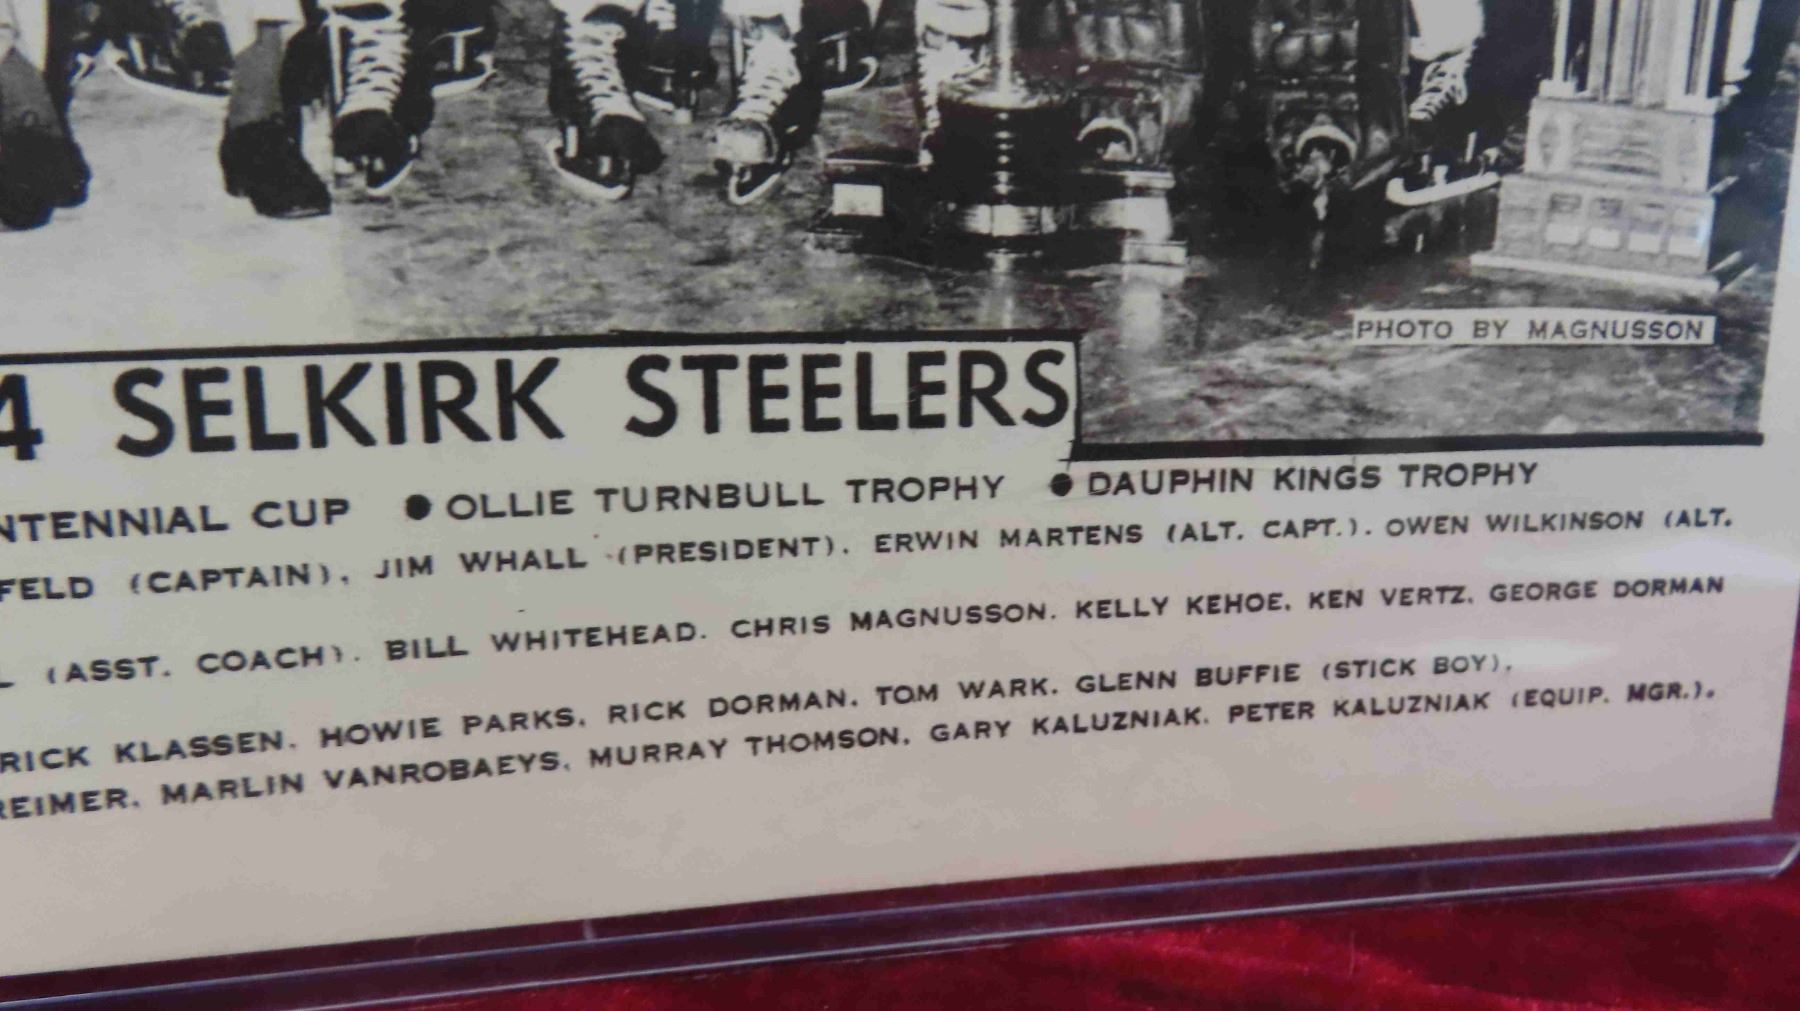 PHOTO BY MAGNUSSON
4 SELKIRK STEELERS
NTENNIAL CUP ● OLLIE TURNBULL TROPHY ● DAUPHIN KINGS TROPHY
FELD (CAPTAIN), JIM WHALL (PRESIDENT), ERWIN MARTENS (ALT. CAPT.), OWEN WILKINSON (ALT.
L (ASST. COACH), BILL WHITEHEAD, CHRIS MAGNUSSON, KELLY KEHOE, KEN VERTZ, GEORGE DORMAN
RICK KLASSEN, HOWIE PARKS, RICK DORMAN, TOM WARK, GLENN BUFFIE (STICK BOY),
REIMER, MARLIN VANROBAEYS, MURRAY THOMSON, GARY KALUZNIAK, PETER KALUZNIAK (EQUIP. MGR.),